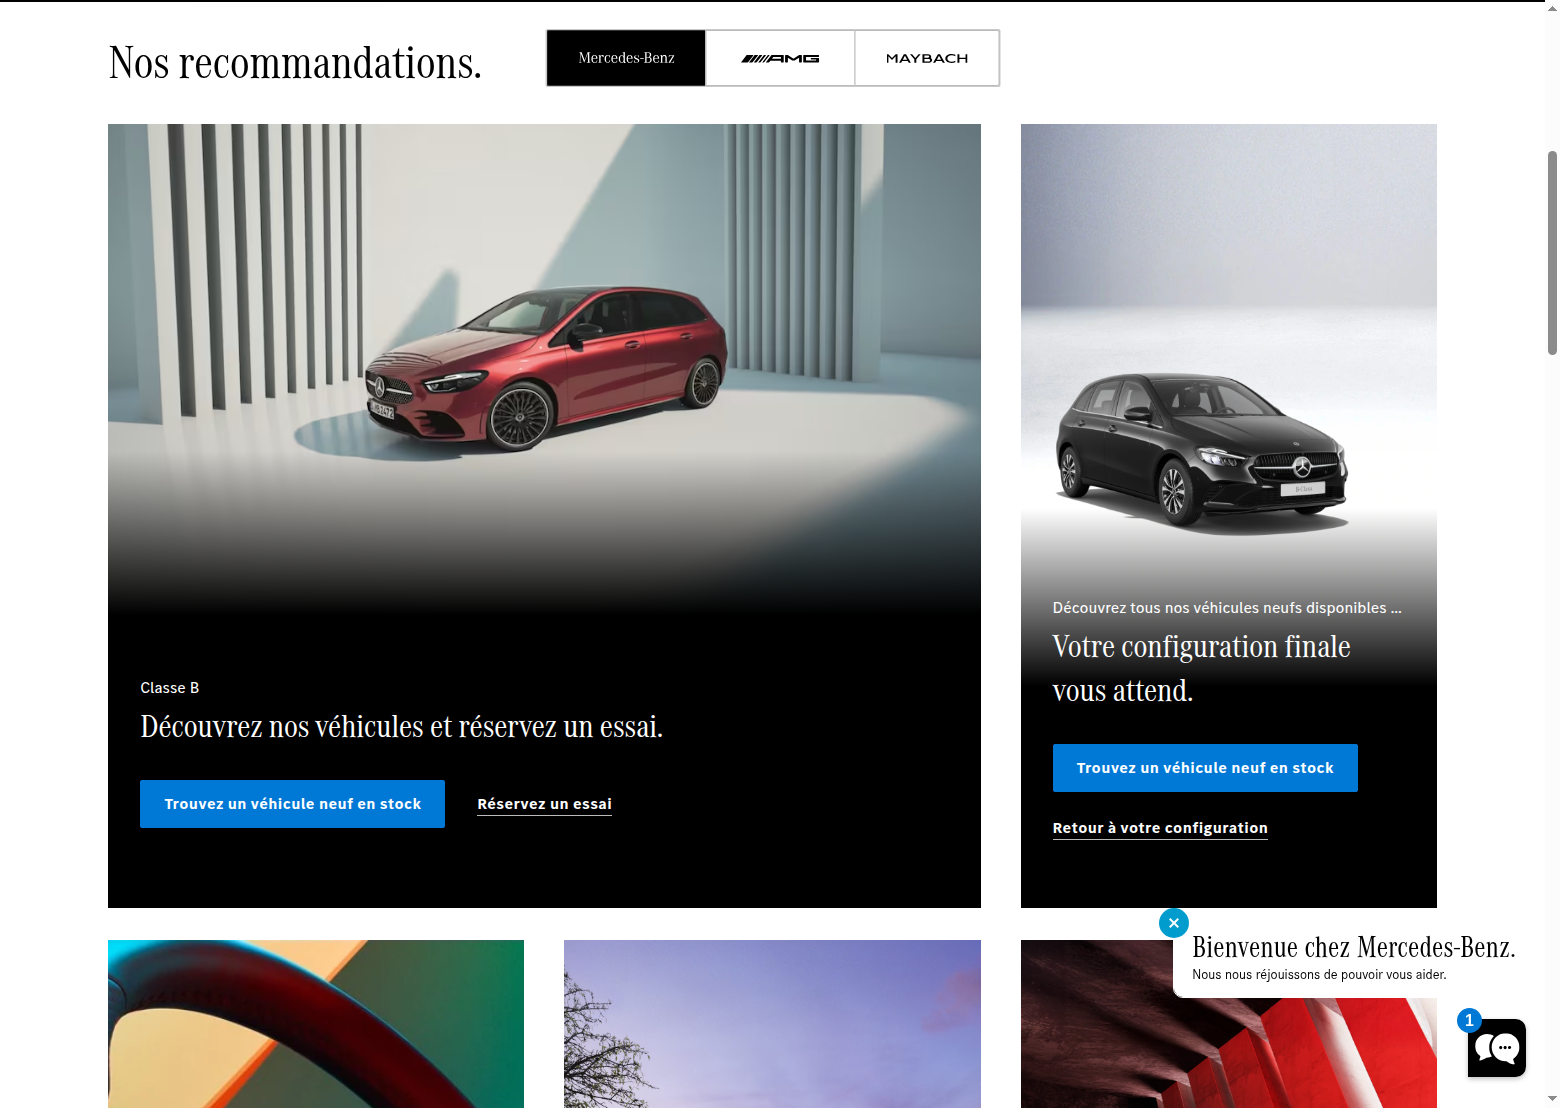 Nos recommandations.
Mercedes-Benz
AMG
MAYBACH
Classe B
Découvrez nos véhicules et réservez un essai.
Trouvez un véhicule neuf en stock
Réservez un essai
Découvrez tous nos véhicules neufs disponibles ...
Votre configuration finale
vous attend.
Trouvez un véhicule neuf en stock
Retour à votre configuration
Bienvenue chez Mercedes-Benz.
Nous nous réjouissons de pouvoir vous aider.
1